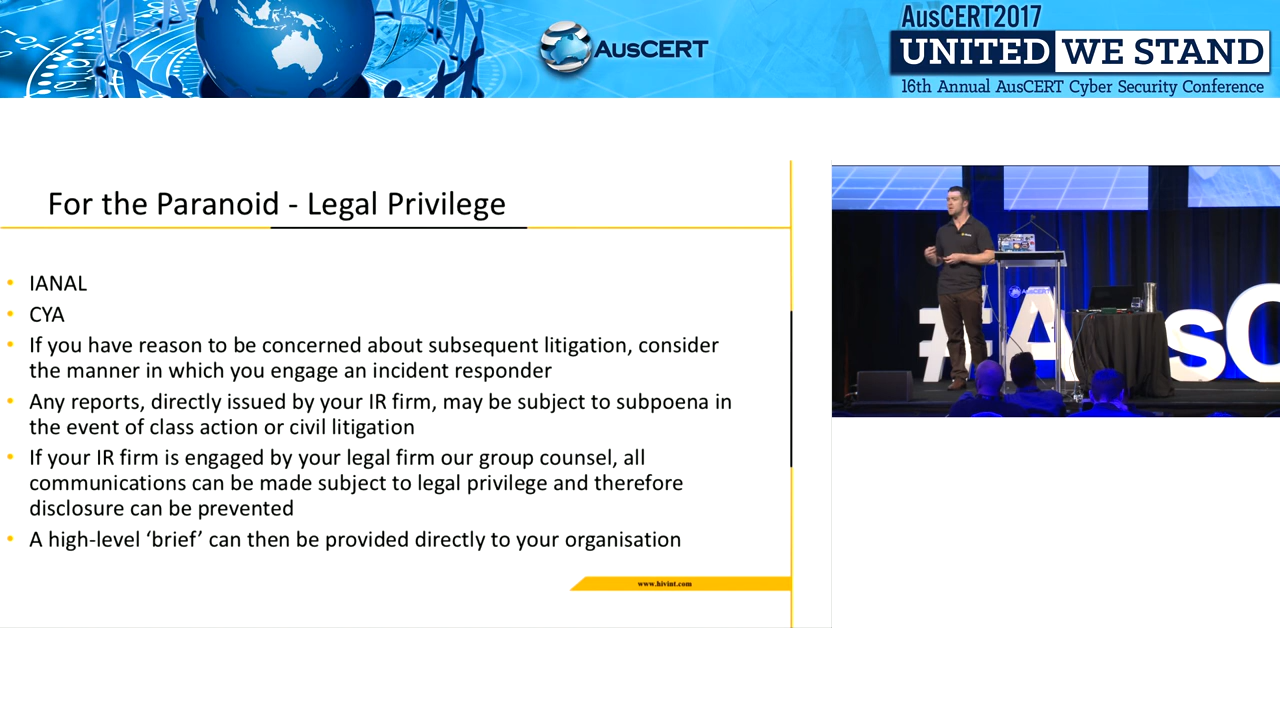 AusCERT
AusCERT2017
UNITED WE STAND
16th Annual AusCERT Cyber Security Conference
For the Paranoid - Legal Privilege
• IANAL
• CYA
• If you have reason to be concerned about subsequent litigation, consider
the manner in which you engage an incident responder
• Any reports, directly issued by your IR firm, may be subject to subpoena in
the event of class action or civil litigation
• If your IR firm is engaged by your legal firm our group counsel, all
communications can be made subject to legal privilege and therefore
disclosure can be prevented
• A high-level ‘brief’ can then be provided directly to your organisation
www.hivint.com
AusCERT
#AusC